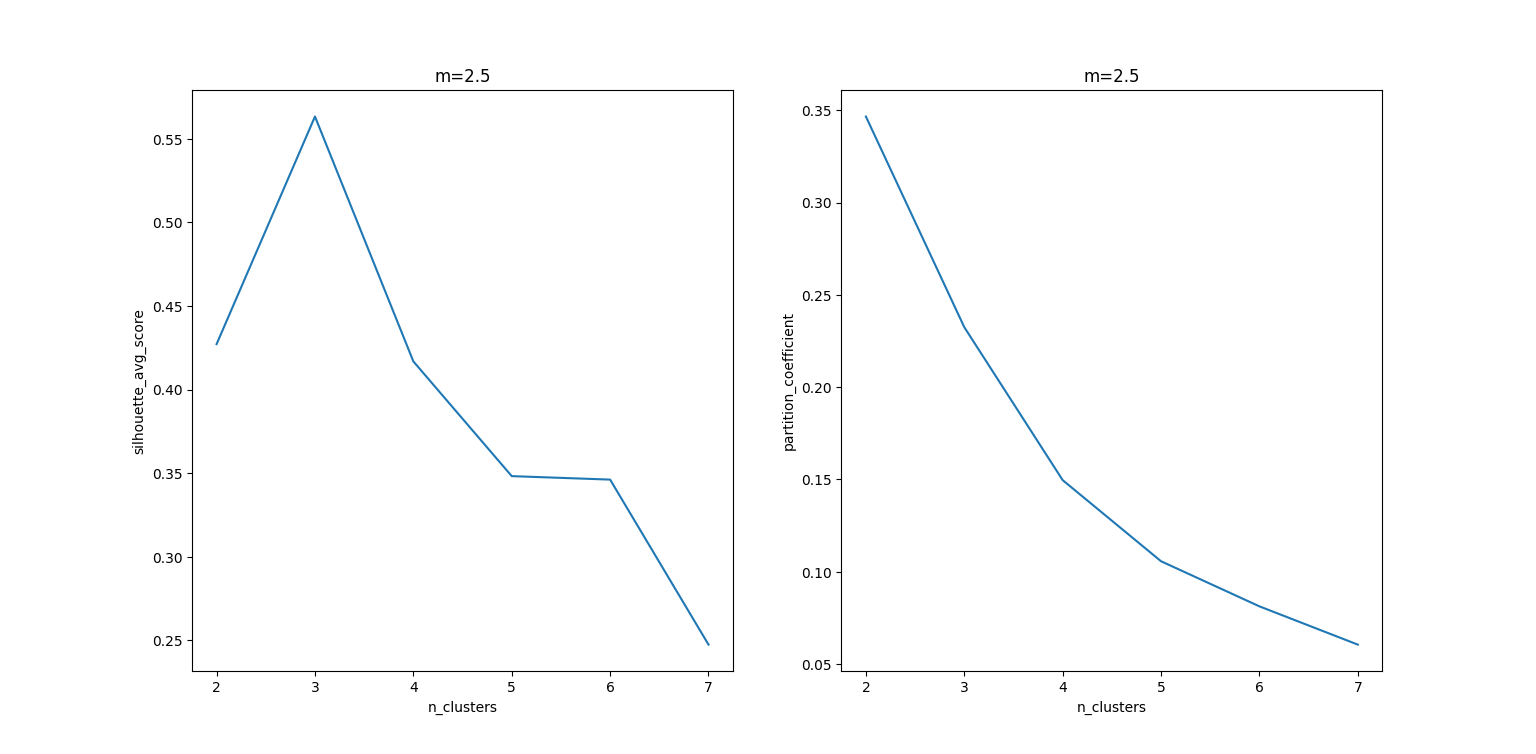 m=2.5
silhouette_avg_score
0.55
0.50
0.45
0.40
0.35
0.30
0.25
2 3 4 5 6 7
n_clusters
m=2.5
partition_coefficient
0.35
0.30
0.25
0.20
0.15
0.10
0.05
2 3 4 5 6 7
n_clusters